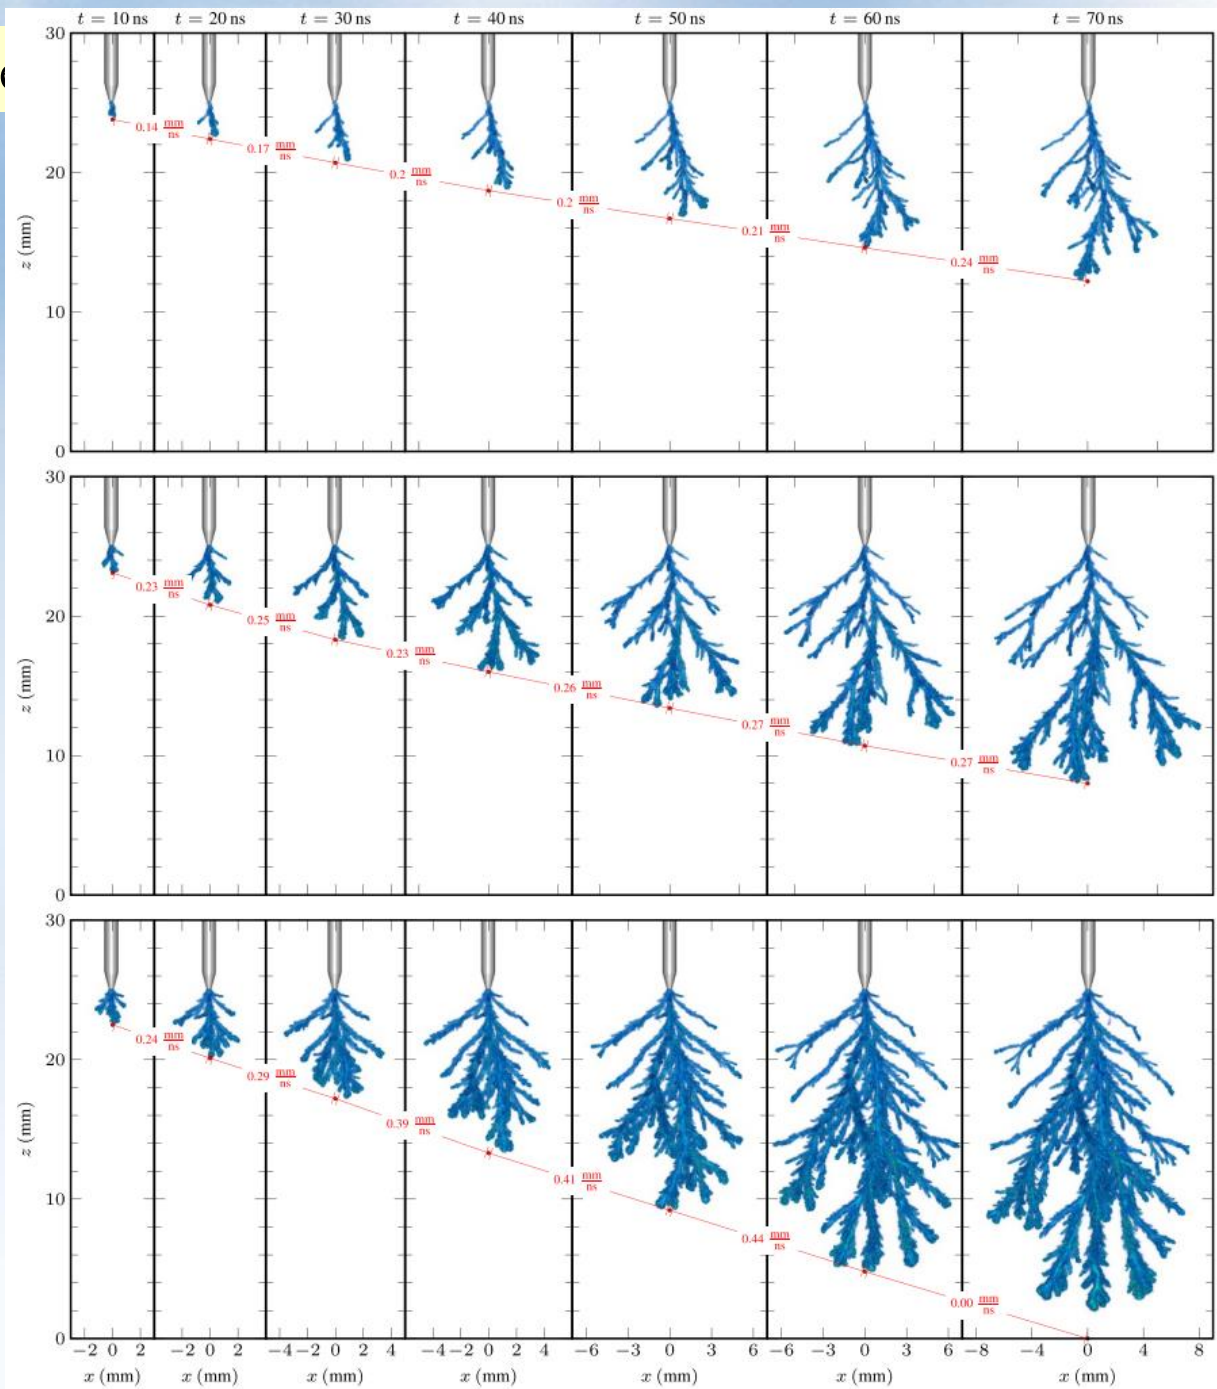 t = 10 ns t = 20 ns t = 30 ns t = 40 ns t = 50 ns t = 60 ns t = 70 ns
e
30
20
10
0
z (mm)
0.14 mm/ns
0.17 mm/ns
0.2 mm/ns
0.2 mm/ns
0.21 mm/ns
0.24 mm/ns
30
20
10
0
z (mm)
0.23 mm/ns
0.25 mm/ns
0.23 mm/ns
0.26 mm/ns
0.27 mm/ns
0.27 mm/ns
30
20
10
0
z (mm)
0.24 mm/ns
0.29 mm/ns
0.39 mm/ns
0.41 mm/ns
0.44 mm/ns
0.00 mm/ns
−2 0 2 −2 0 2 −4 −2 0 2 4 −4 −2 0 2 4 −6 −3 0 3 6 −6 −3 0 3 6 −8 −4 0 4 8
x (mm) x (mm) x (mm) x (mm) x (mm) x (mm) x (mm)